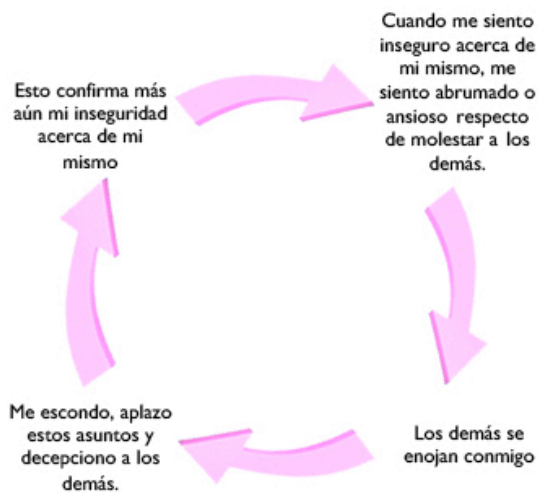 Cuando me siento
inseguro acerca de
mi mismo, me
siento abrumado o
ansioso respecto
de molestar a los
demás.
Los demás se
enojan conmigo
Me escondo, aplazo
estos asuntos y
decepciono a los
demás.
Esto confirma más
aún mi inseguridad
acerca de mi
mismo